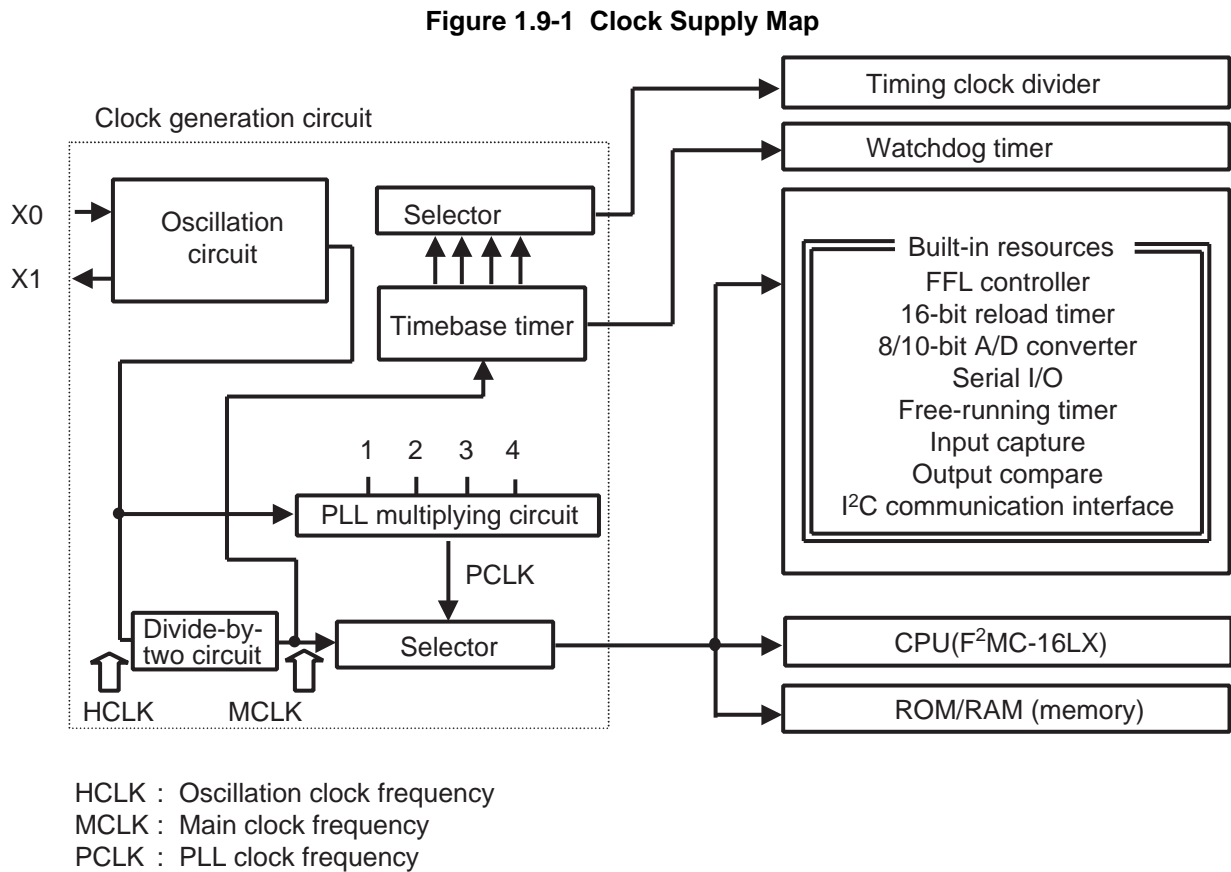 Figure 1.9-1 Clock Supply Map
Timing clock divider
Clock generation circuit
Watchdog timer
X0
X1
Oscillation
circuit
Selector
Timebase timer
Built-in resources
FFL controller
16-bit reload timer
8/10-bit A/D converter
Serial I/O
Free-running timer
Input capture
Output compare
I²C communication interface
1 2 3 4
PLL multiplying circuit
PCLK
Divide-by-
two circuit
Selector
CPU(F²MC-16LX)
HCLK MCLK
ROM/RAM (memory)
HCLK : Oscillation clock frequency
MCLK : Main clock frequency
PCLK : PLL clock frequency